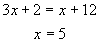 3x + 2 = x + 12
x = 5